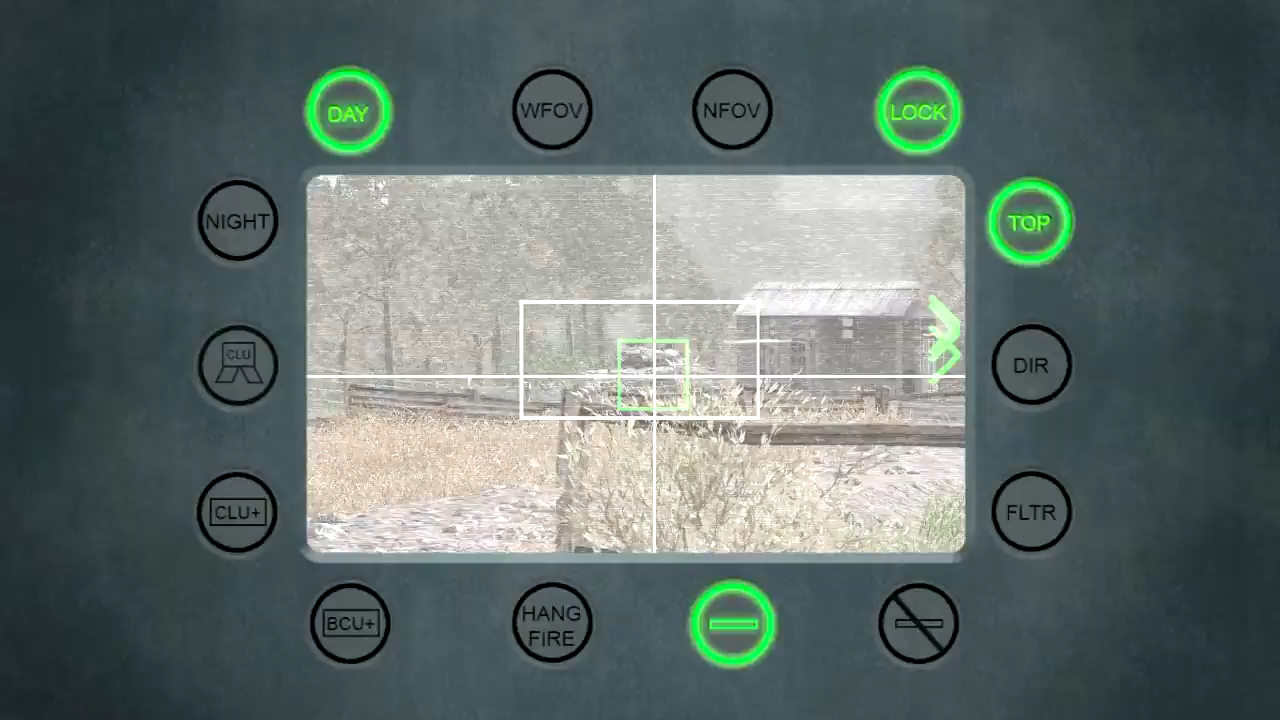 DAY
WFOV
NFOV
LOCK
NIGHT
TOP
CLU
DIR
CLU+
FLTR
BCU+
HANG
FIRE